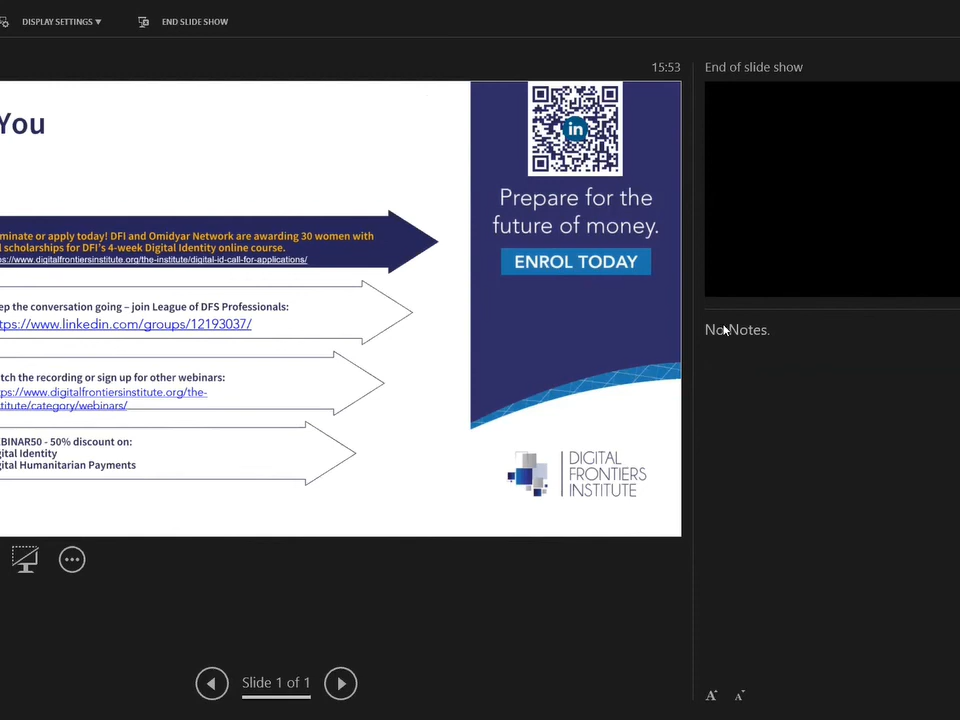 DISPLAY SETTINGS ▼
END SLIDE SHOW
15:53
End of slide show
You
in
Prepare for the
future of money.
ENROL TODAY
minate or apply today! DFI and Omidyar Network are awarding 30 women with
l scholarships for DFI's 4-week Digital Identity online course.
ps://www.digitalfrontiersinstitute.org/the-institute/digital-id-call-for-applications/
ep the conversation going – join League of DFS Professionals:
tps://www.linkedin.com/groups/12193037/
tch the recording or sign up for other webinars:
ps://www.digitalfrontiersinstitute.org/the-
titute/category/webinars/
EBINAR50 - 50% discount on:
gital Identity
gital Humanitarian Payments
DIGITAL
FRONTIERS
INSTITUTE
No Notes.
Slide 1 of 1
A A